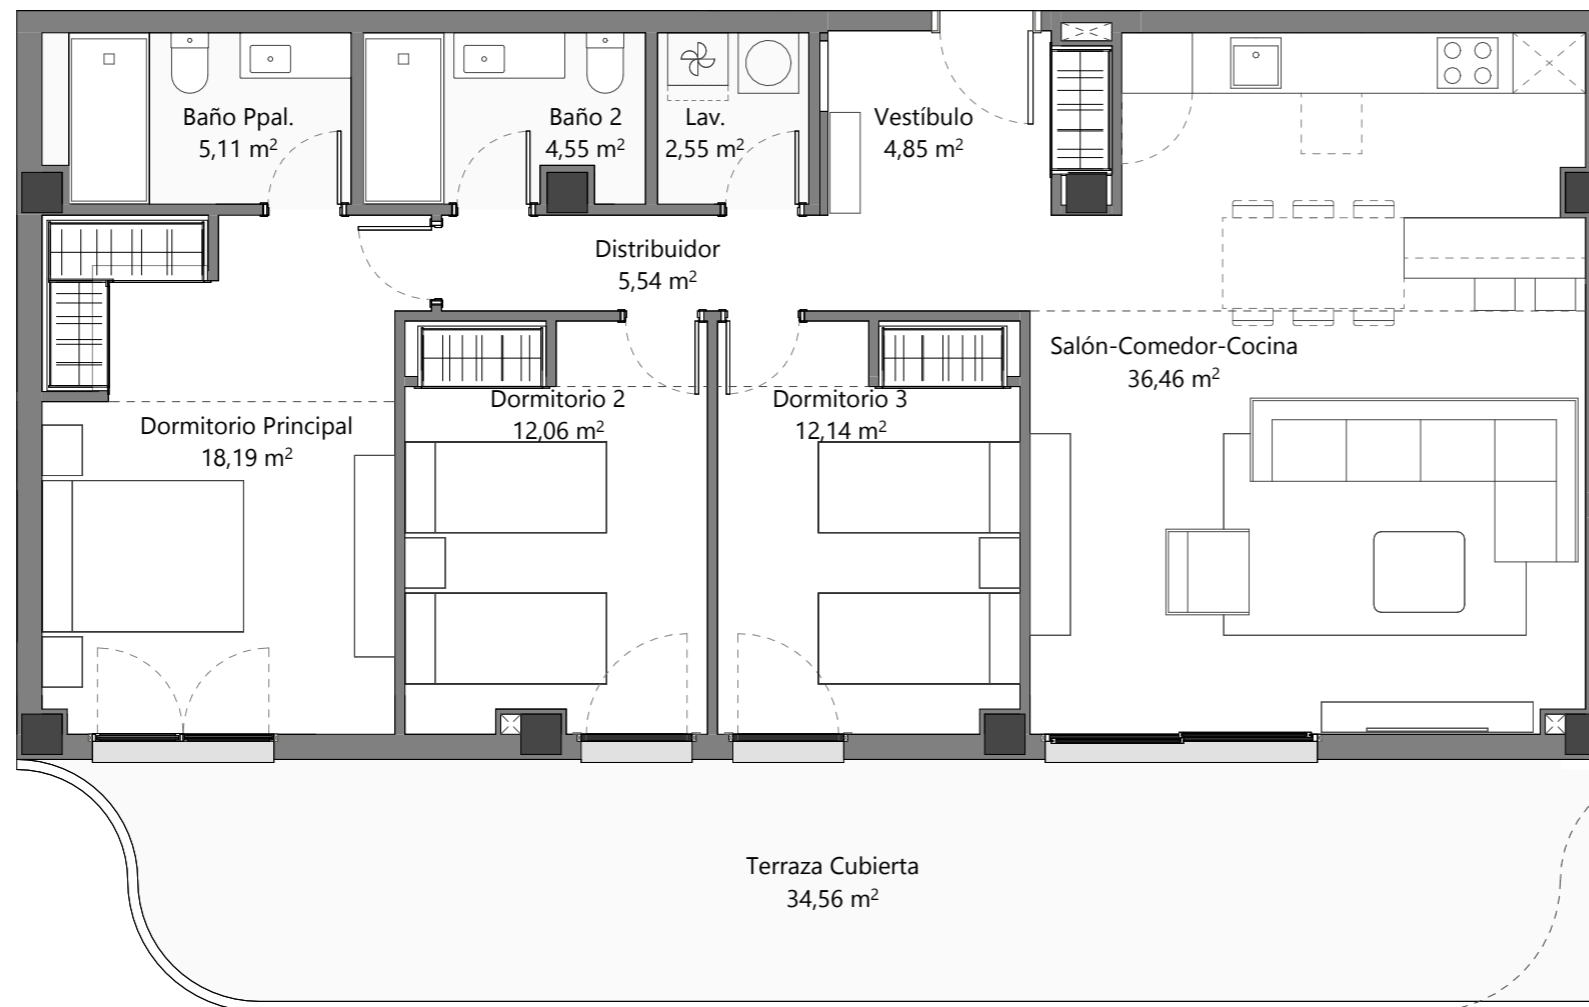 Baño Ppal.
5,11 m²
Baño 2
4,55 m²
Lav.
2,55 m²
Vestíbulo
4,85 m²
Distribuidor
5,54 m²
Salón-Comedor-Cocina
36,46 m²
Dormitorio Principal
18,19 m²
Dormitorio 2
12,06 m²
Dormitorio 3
12,14 m²
Terraza Cubierta
34,56 m²